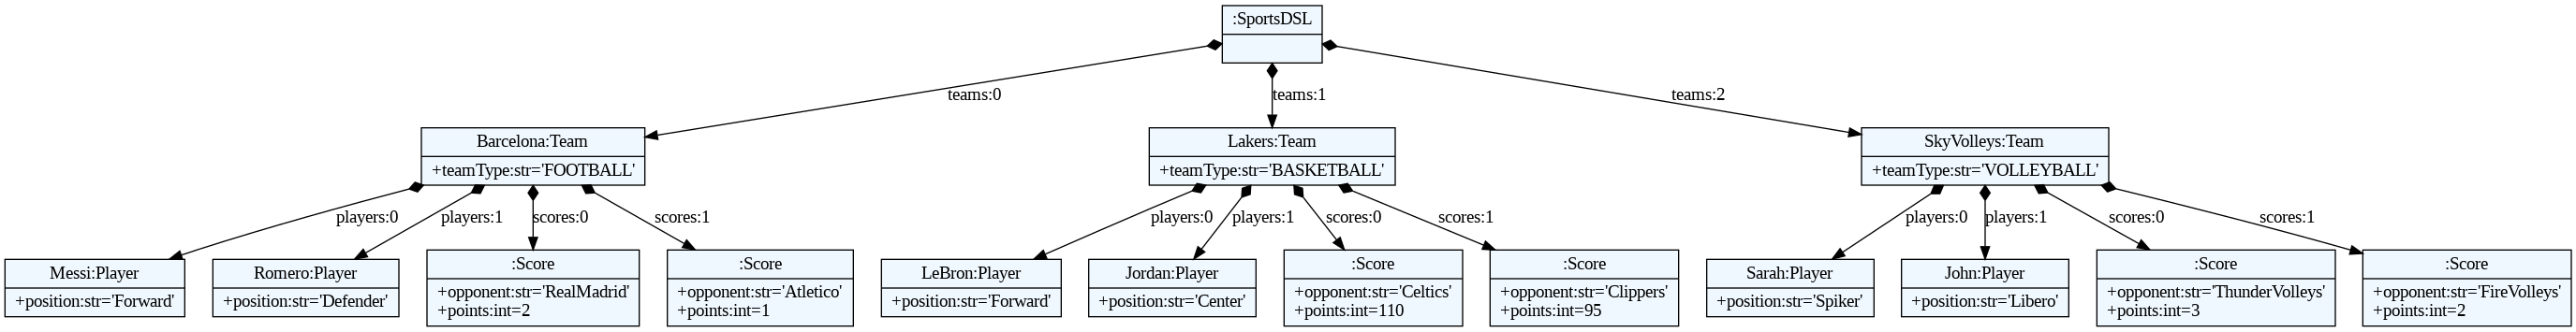 :SportsDSL
teams:0
teams:1
teams:2
Barcelona:Team
+teamType:str='FOOTBALL'
Lakers:Team
+teamType:str='BASKETBALL'
SkyVolleys:Team
+teamType:str='VOLLEYBALL'
players:0
players:1
scores:0
scores:1
players:0
players:1
scores:0
scores:1
players:0
players:1
scores:0
scores:1
Messi:Player
+position:str='Forward'
Romero:Player
+position:str='Defender'
:Score
+opponent:str='RealMadrid'
+points:int=2
:Score
+opponent:str='Atletico'
+points:int=1
LeBron:Player
+position:str='Forward'
Jordan:Player
+position:str='Center'
:Score
+opponent:str='Celtics'
+points:int=110
:Score
+opponent:str='Clippers'
+points:int=95
Sarah:Player
+position:str='Spiker'
John:Player
+position:str='Libero'
:Score
+opponent:str='ThunderVolleys'
+points:int=3
:Score
+opponent:str='FireVolleys'
+points:int=2